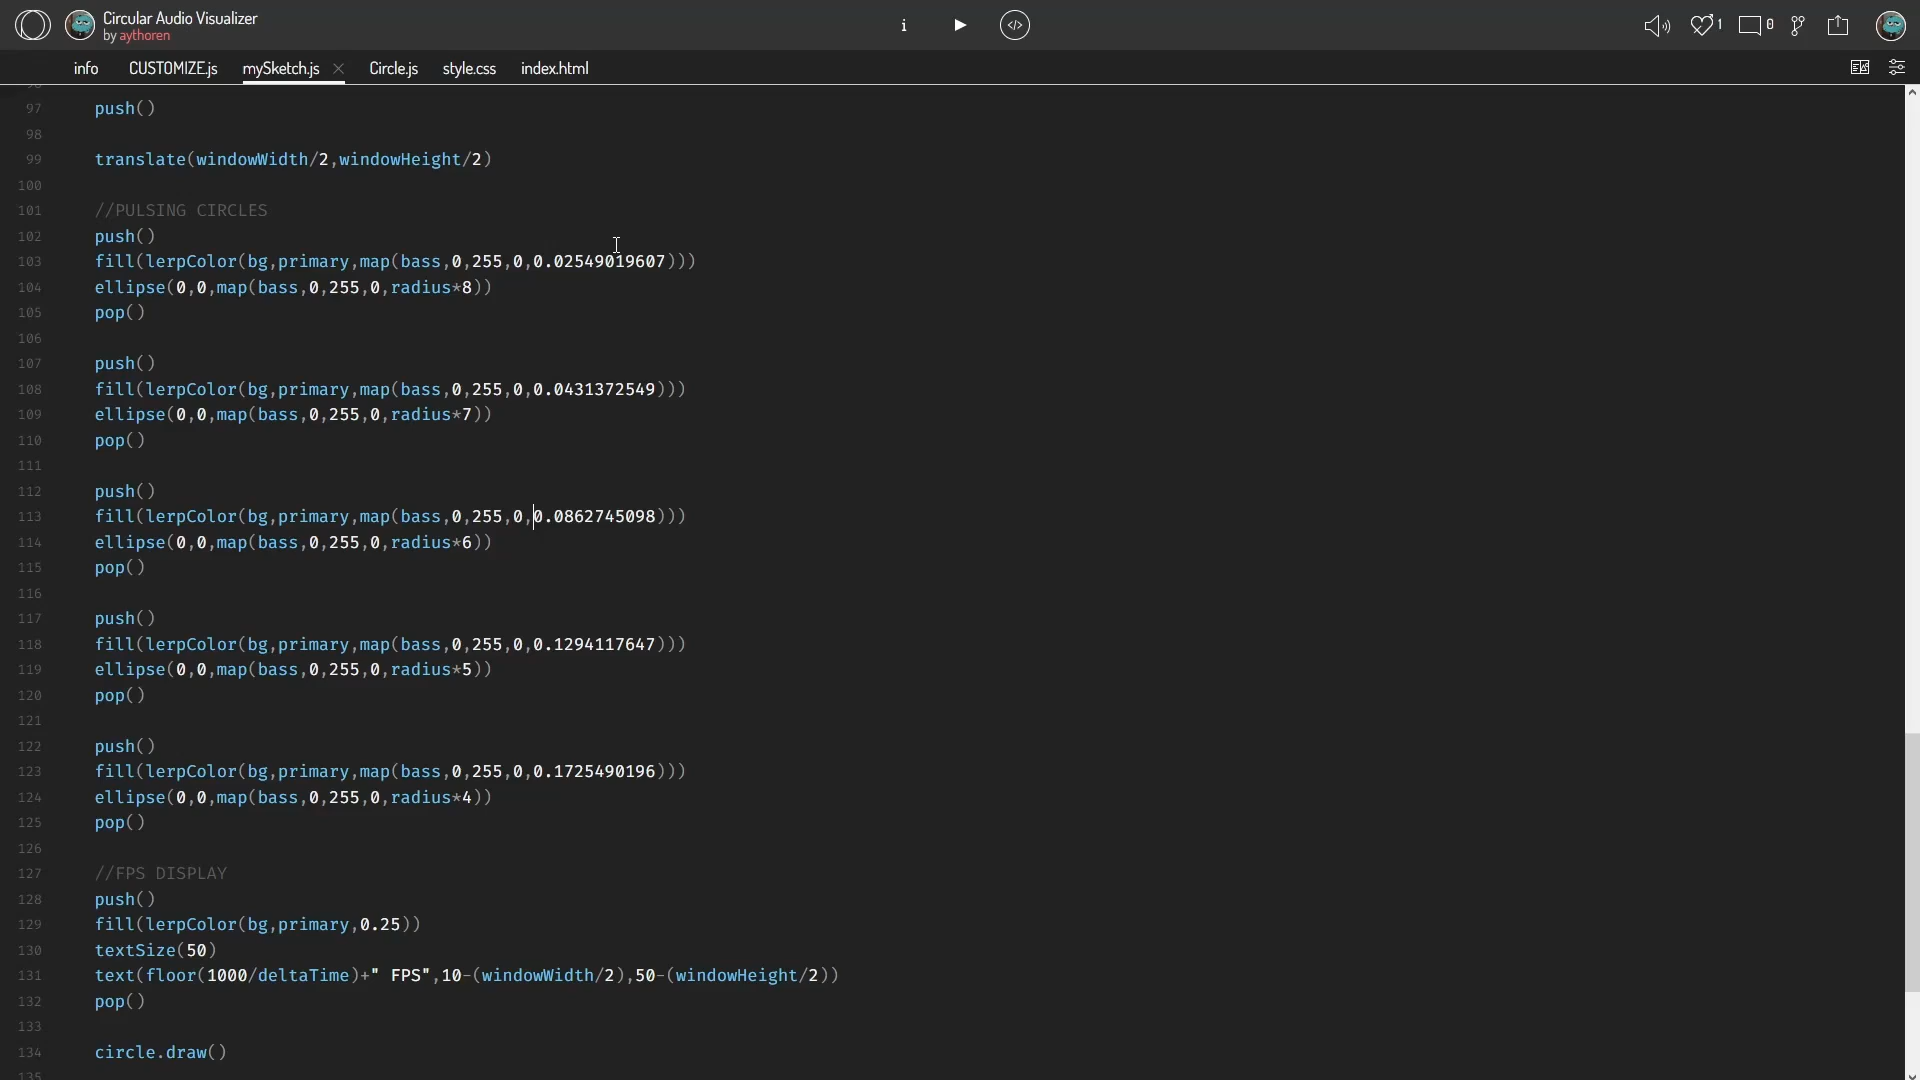 Circular Audio Visualizer
by aythoren
1
0
info CUSTOMIZE.js mySketch.js Circle.js style.css index.html
97 push()
98
99 translate(windowWidth/2,windowHeight/2)
100
101 //PULSING CIRCLES
102 push()
103 fill(lerpColor(bg,primary,map(bass,0,255,0,0.02549019607)))
104 ellipse(0,0,map(bass,0,255,0,radius*8))
105 pop()
106
107 push()
108 fill(lerpColor(bg,primary,map(bass,0,255,0,0.0431372549)))
109 ellipse(0,0,map(bass,0,255,0,radius*7))
110 pop()
111
112 push()
113 fill(lerpColor(bg,primary,map(bass,0,255,0,0.0862745098)))
114 ellipse(0,0,map(bass,0,255,0,radius*6))
115 pop()
116
117 push()
118 fill(lerpColor(bg,primary,map(bass,0,255,0,0.1294117647)))
119 ellipse(0,0,map(bass,0,255,0,radius*5))
120 pop()
121
122 push()
123 fill(lerpColor(bg,primary,map(bass,0,255,0,0.1725490196)))
124 ellipse(0,0,map(bass,0,255,0,radius*4))
125 pop()
126
127 //FPS DISPLAY
128 push()
129 fill(lerpColor(bg,primary,0.25))
130 textSize(50)
131 text(floor(1000/deltaTime)+" FPS",10-(windowWidth/2),50-(windowHeight/2))
132 pop()
133
134 circle.draw()
135